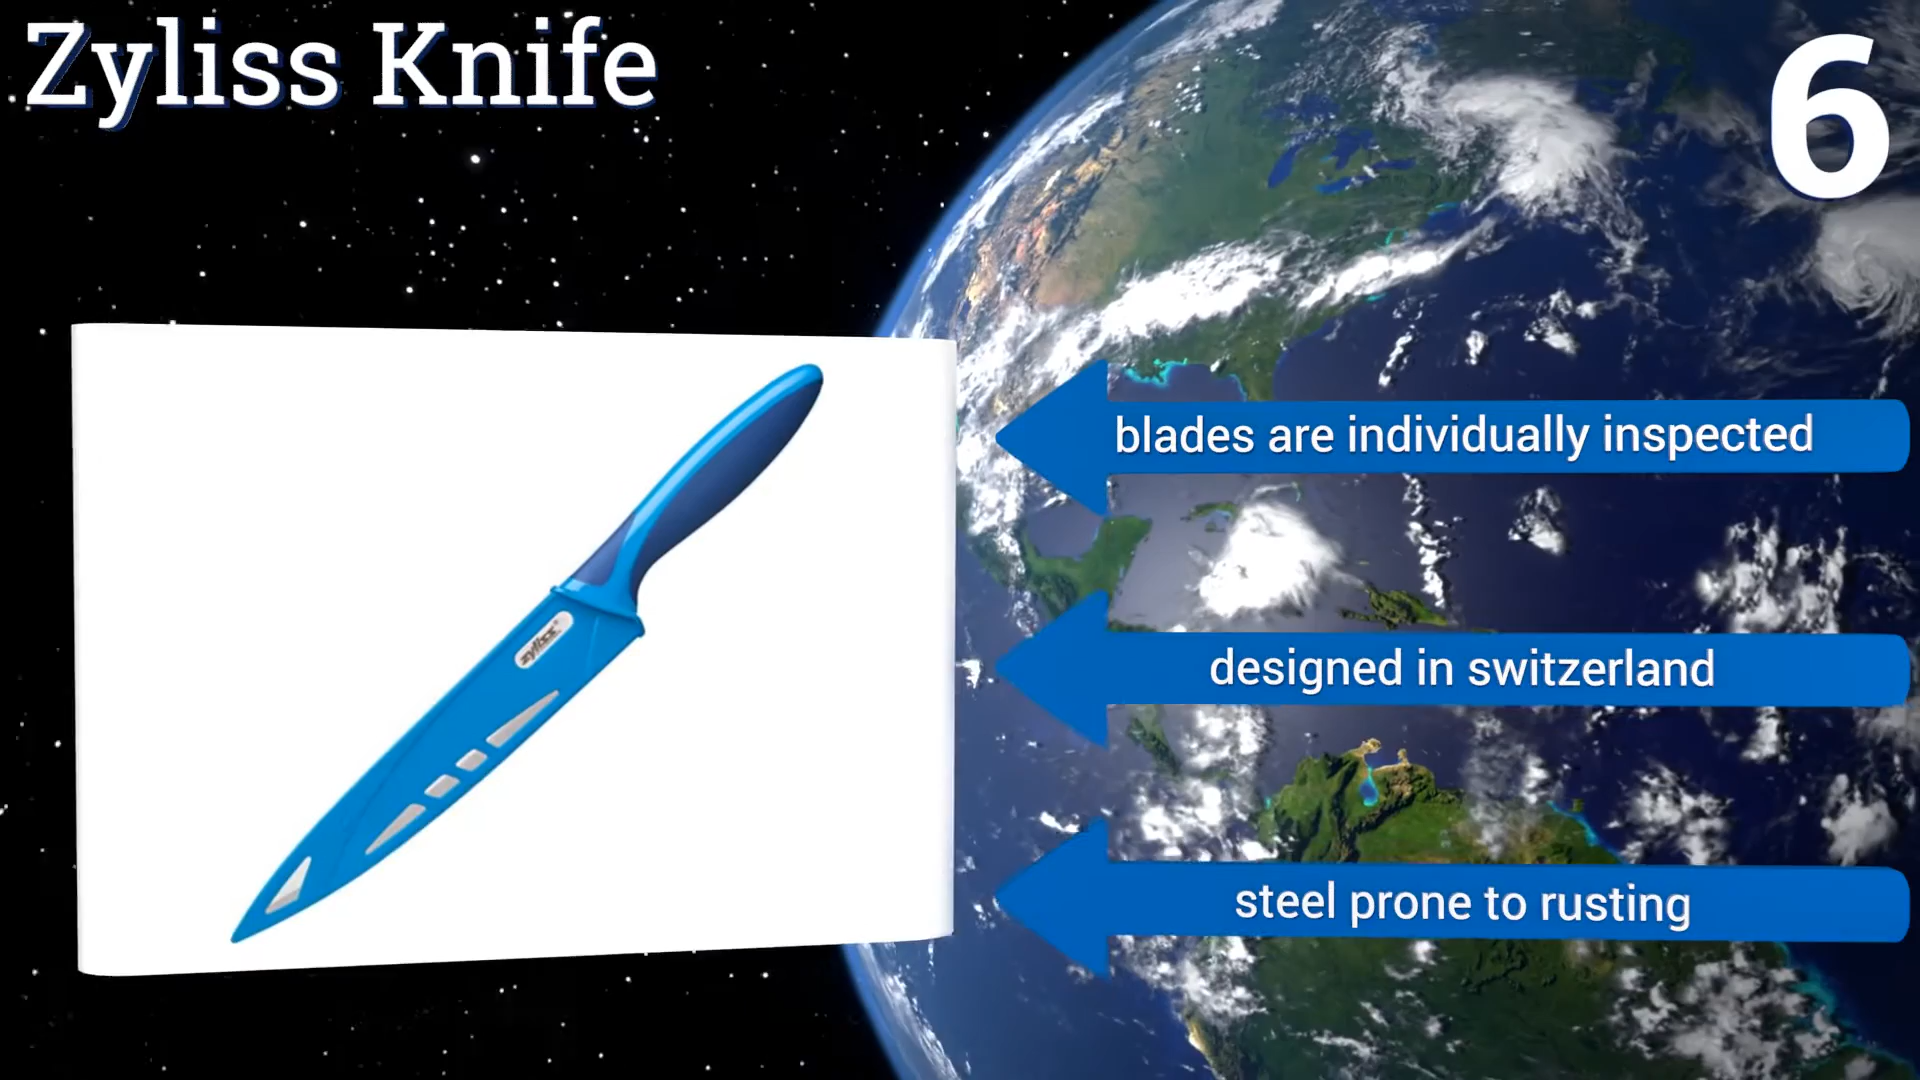 Zyliss Knife
6
blades are individually inspected
zyliss
designed in switzerland
steel prone to rusting